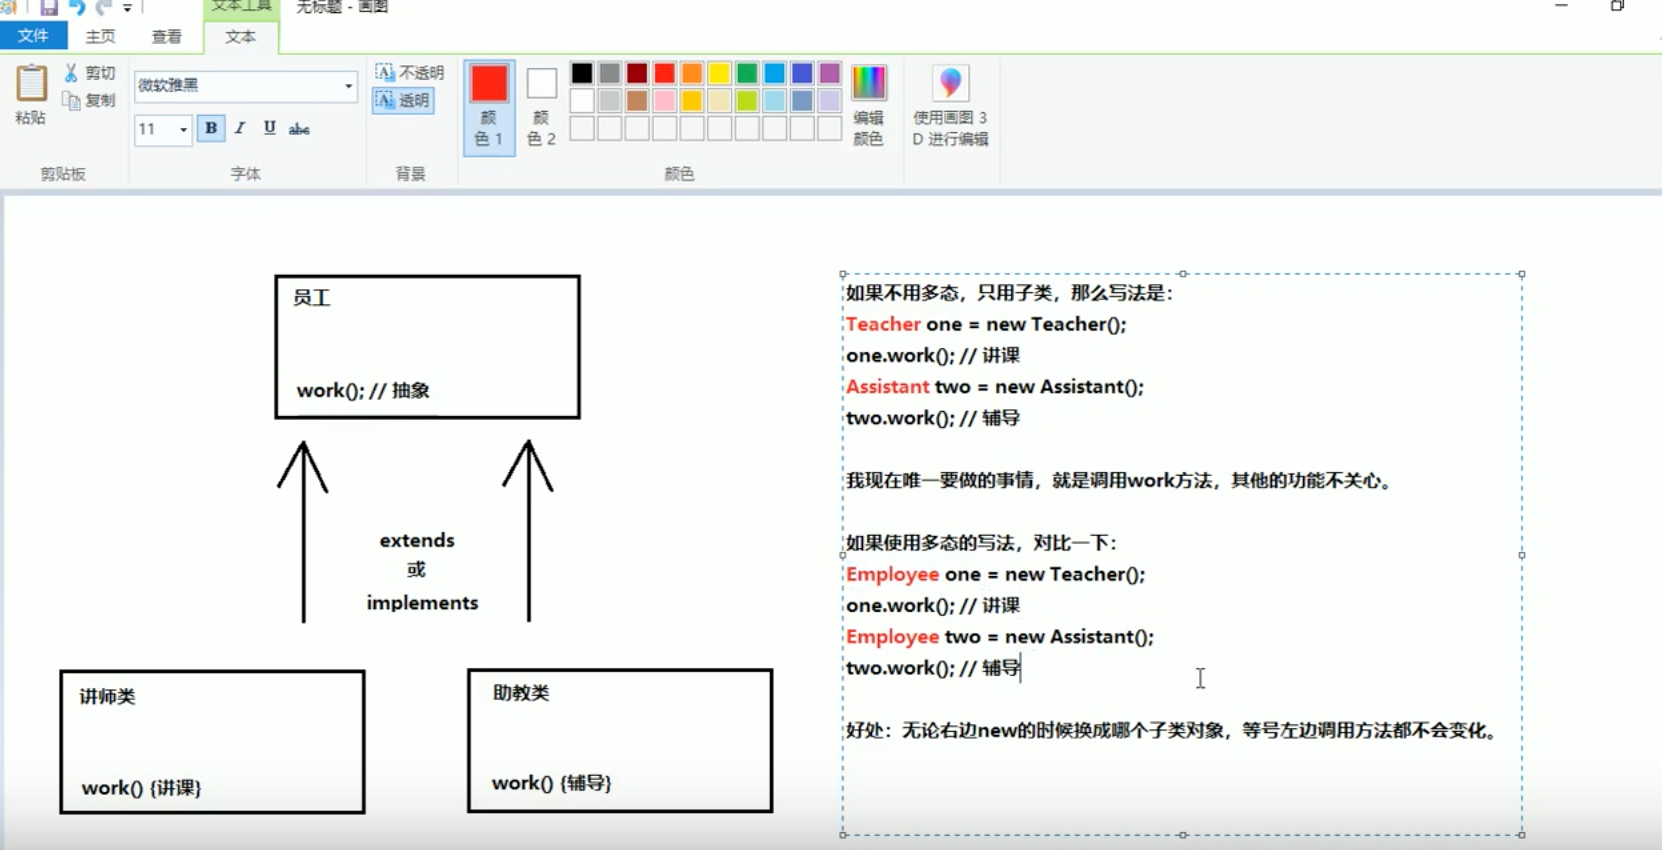 文本工具
无标题 - 画图
文件
主页
查看
文本
粘贴
剪切
复制
剪贴板
微软雅黑
11
B I U abc
字体
不透明
透明
背景
颜色 1
颜色 2
颜色
编辑颜色
使用画图 3D 进行编辑
员工
work(); // 抽象
extends
或
implements
讲师类
work() {讲课}
助教类
work() {辅导}
如果不用多态，只用子类，那么写法是：
Teacher one = new Teacher();
one.work(); // 讲课
Assistant two = new Assistant();
two.work(); // 辅导
我现在唯一要做的事情，就是调用work方法，其他的功能不关心。
如果使用多态的写法，对比一下：
Employee one = new Teacher();
one.work(); // 讲课
Employee two = new Assistant();
two.work(); // 辅导
好处：无论右边new的时候换成哪个子类对象，等号左边调用方法都不会变化。